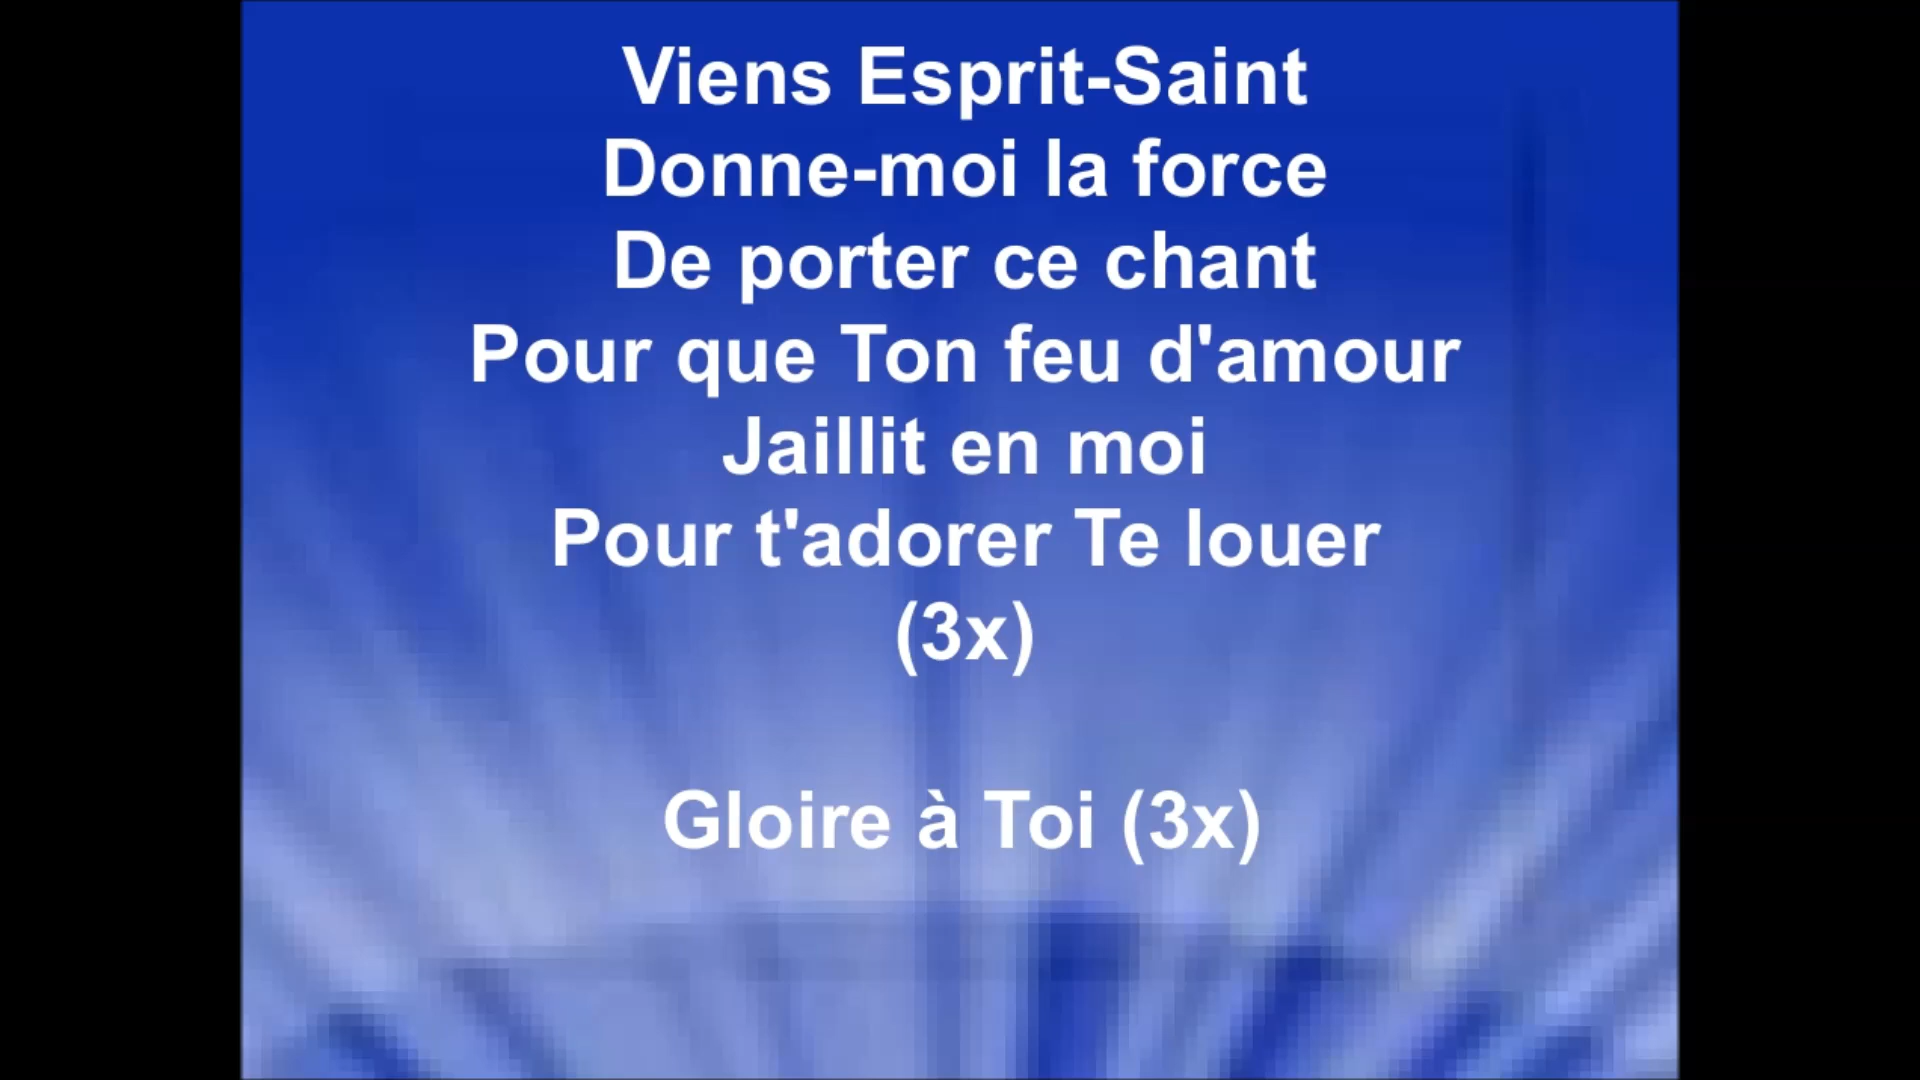 Viens Esprit-Saint
Donne-moi la force
De porter ce chant
Pour que Ton feu d'amour
Jaillit en moi
Pour t'adorer Te louer
(3x)
Gloire à Toi (3x)